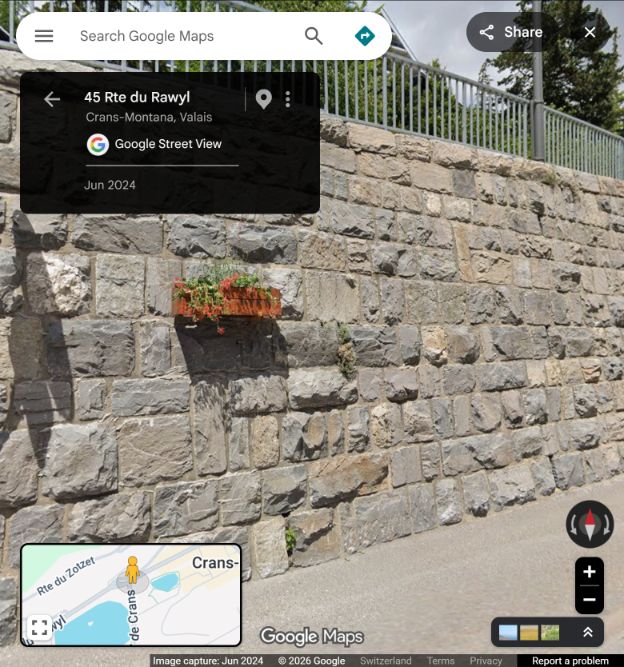 Search Google Maps
Share
45 Rte du Rawyl
Crans-Montana, Valais
Google Street View
Jun 2024
Rte du Zotzet
Crans-
de Crans
wyl
Google Maps
Image capture: Jun 2024 © 2026 Google Switzerland Terms Privacy Report a problem